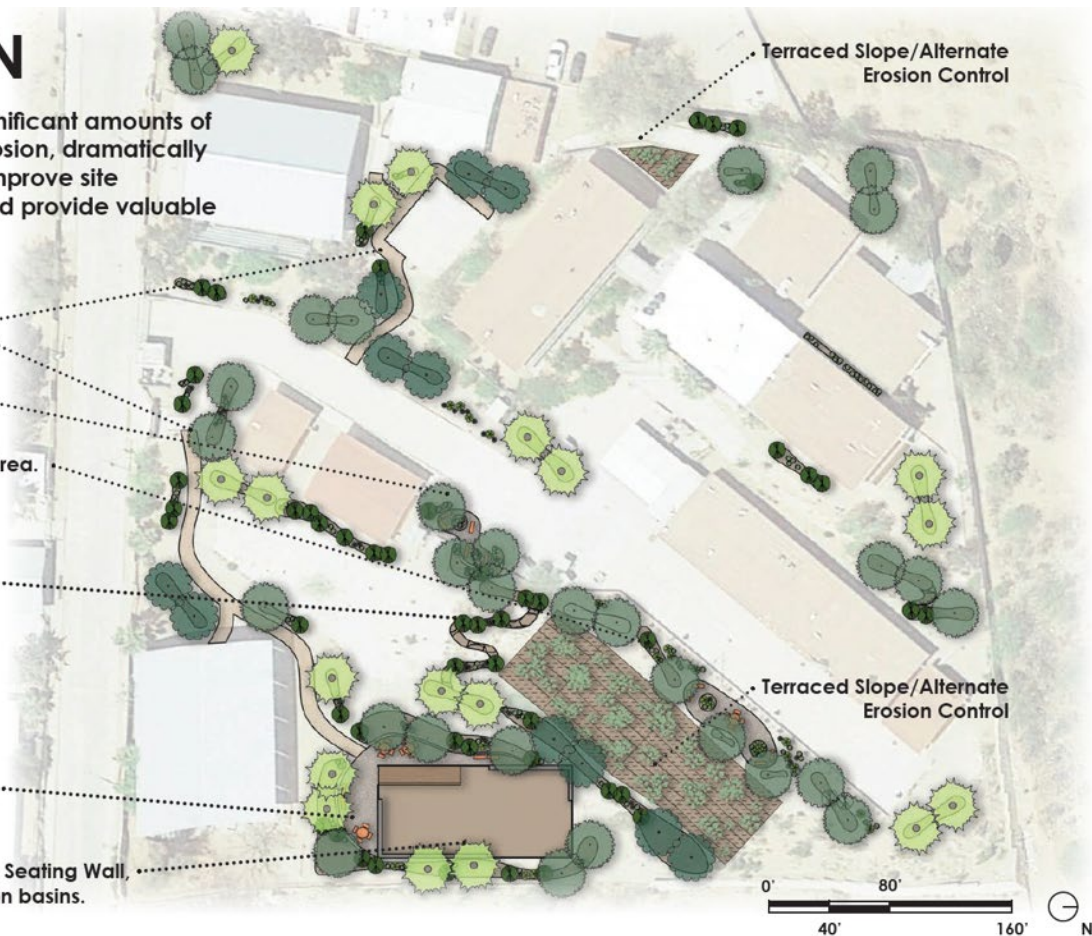 N
nificant amounts of
osion, dramatically
mprove site
d provide valuable
Terraced Slope/Alternate
Erosion Control
rea.
Terraced Slope/Alternate
Erosion Control
Seating Wall,
n basins.
0' 80'
40' 160'
N